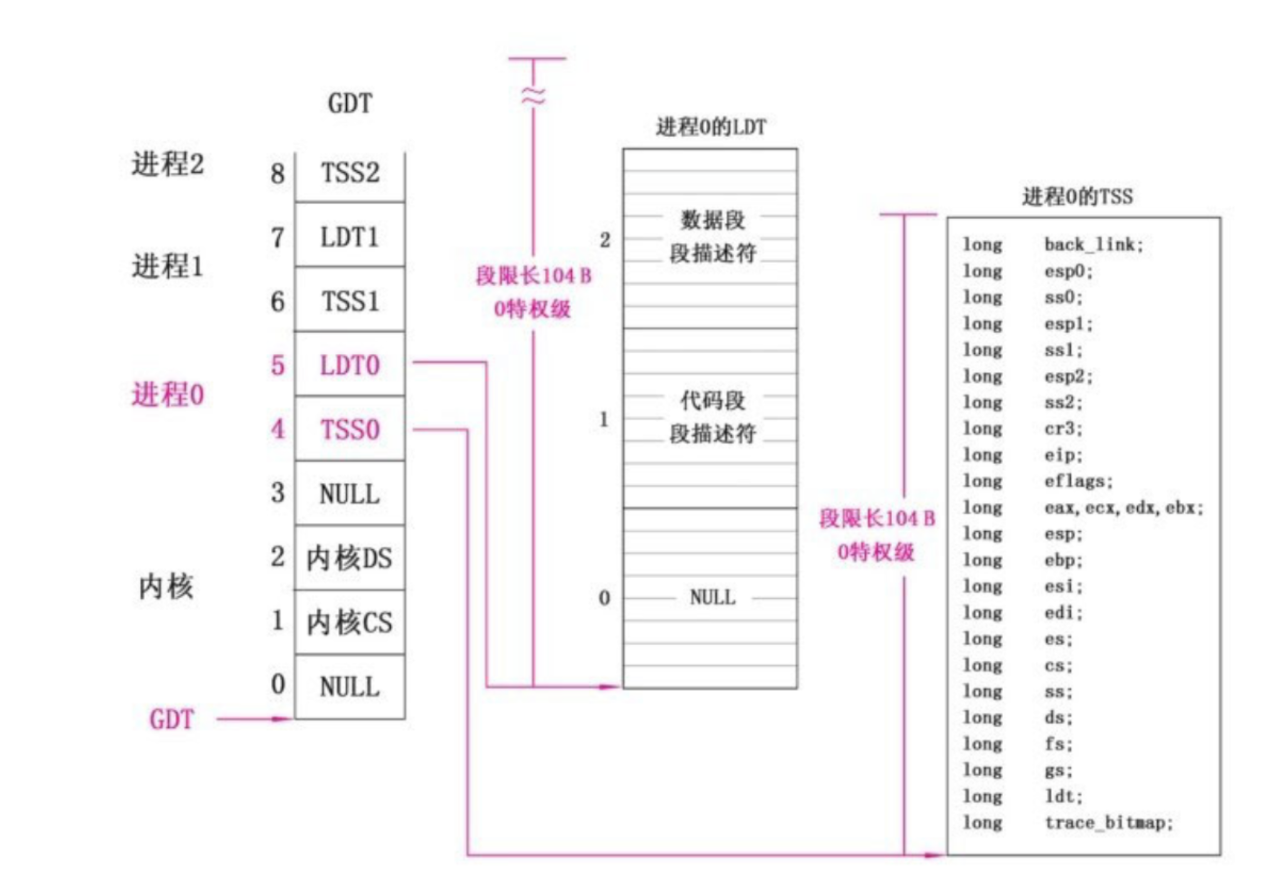 GDT
进程2
8 TSS2
7 LDT1
进程1
6 TSS1
5 LDT0
进程0
4 TSS0
3 NULL
2 内核DS
内核
1 内核CS
0 NULL
GDT
段限长104 B
0特权级
进程0的LDT
2
数据段
段描述符
1
代码段
段描述符
0 NULL
段限长104 B
0特权级
进程0的TSS
long back_link;
long esp0;
long ss0;
long esp1;
long ss1;
long esp2;
long ss2;
long cr3;
long eip;
long eflags;
long eax,ecx,edx,ebx;
long esp;
long ebp;
long esi;
long edi;
long es;
long cs;
long ss;
long ds;
long fs;
long gs;
long ldt;
long trace_bitmap;